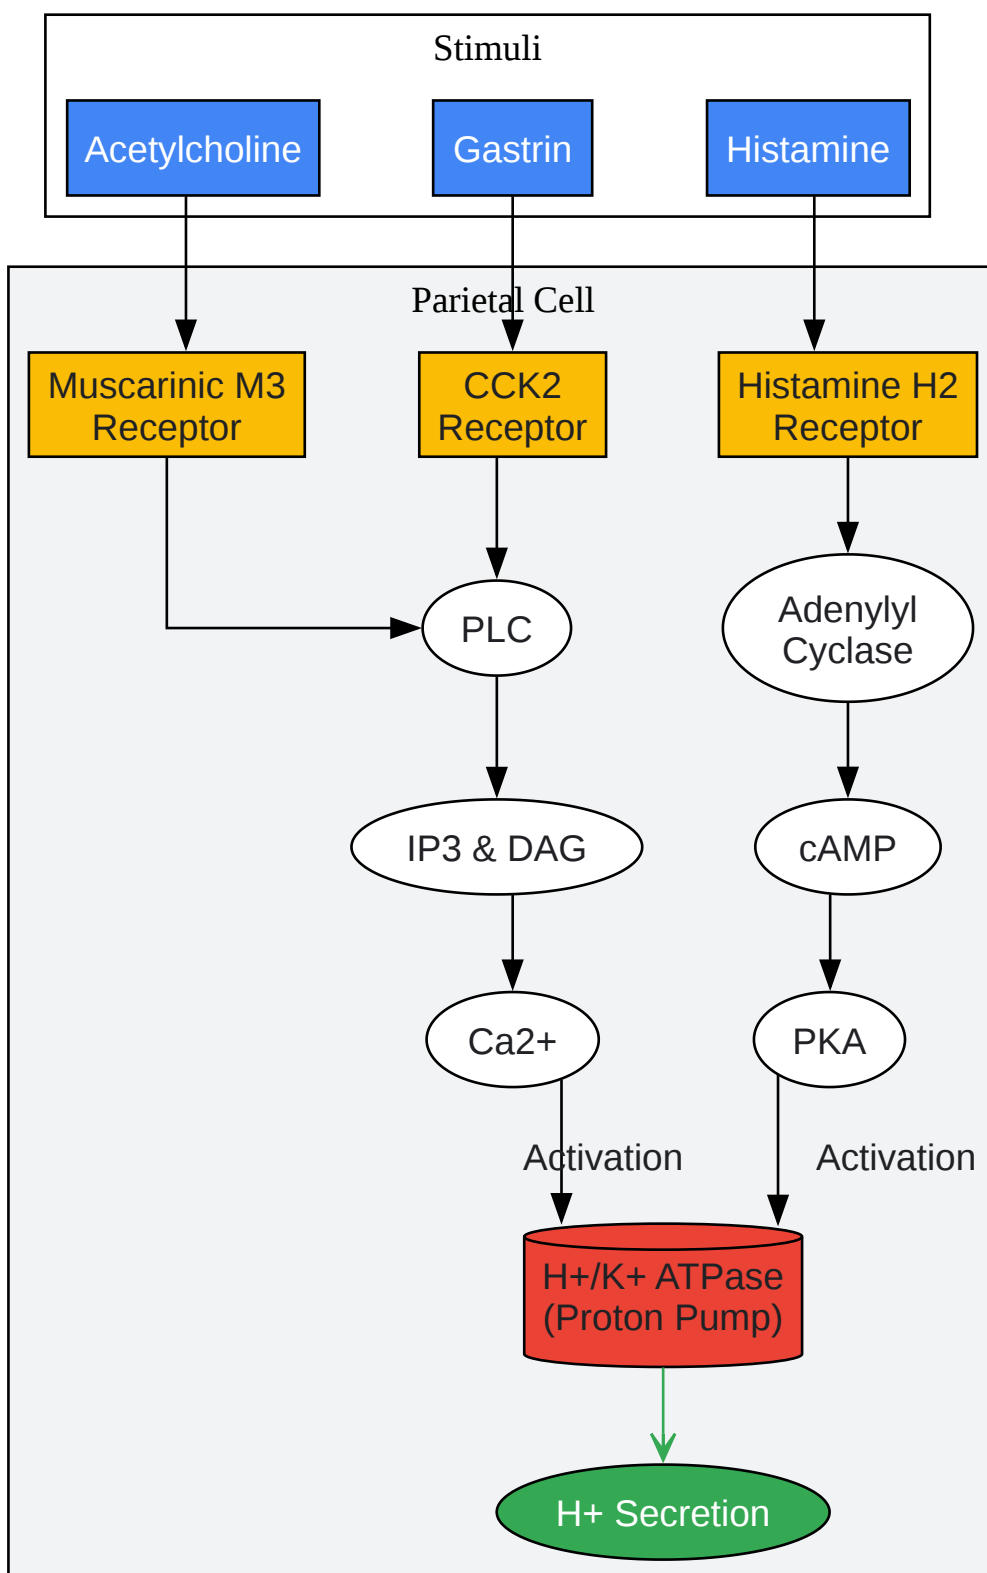 Stimuli
Acetylcholine
Gastrin
Histamine
Parietal Cell
Muscarinic M3
Receptor
CCK2
Receptor
Histamine H2
Receptor
PLC
Adenylyl
Cyclase
IP3 & DAG
cAMP
Ca2+
PKA
Activation
Activation
H+/K+ ATPase
(Proton Pump)
H+ Secretion